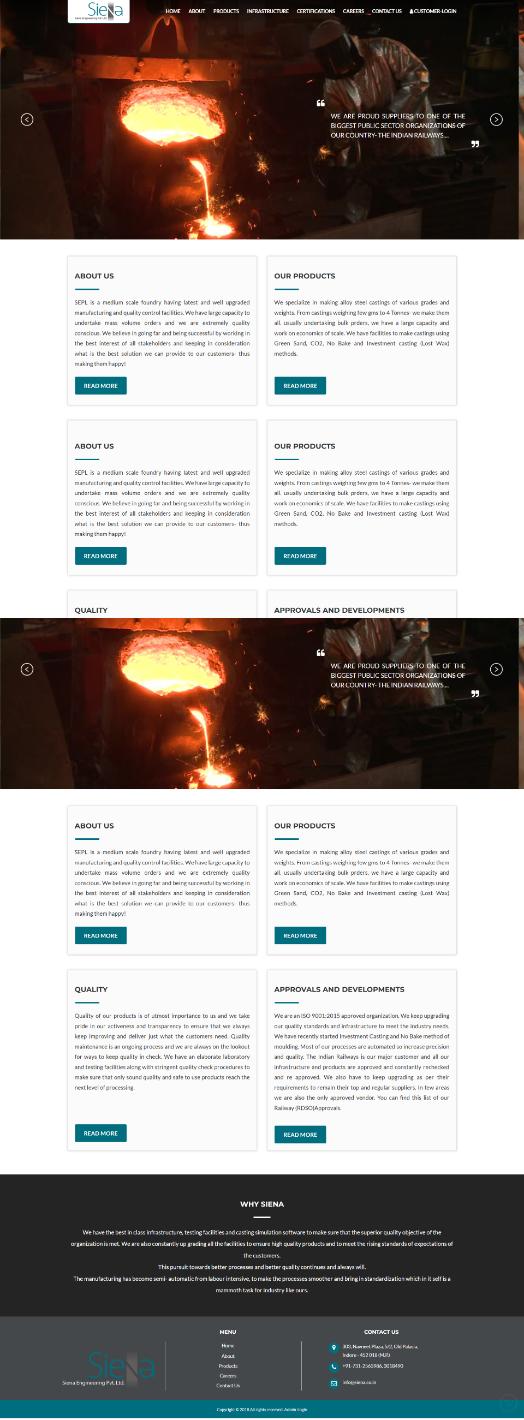 Siena
Siena Engineering Pvt. Ltd.
HOME ABOUT PRODUCTS INFRASTRUCTURE CERTIFICATIONS CAREERS CONTACT US CUSTOMER-LOGIN
❝
WE ARE PROUD SUPPLIERS TO ONE OF THE
BIGGEST PUBLIC SECTOR ORGANIZATIONS OF
OUR COUNTRY- THE INDIAN RAILWAYS...
❞
ABOUT US
SEPL is a medium scale foundry having latest and well upgraded
manufacturing and quality control facilities. We have large capacity to
undertake mass volume orders and we are extremely quality
conscious. We believe in going far and being successful by working in
the best interest of all stakeholders and keeping in consideration
what is the best solution we can provide to our customers- thus
making them happy!
READ MORE
OUR PRODUCTS
We specialize in making alloy steel castings of various grades and
weights. From castings weighing few gms to 4 Tonnes- we make them
all, usually undertaking bulk orders, we have a large capacity and
work on economics of scale. We have facilities to make castings using
Green Sand, CO2, No Bake and Investment casting (Lost Wax)
methods.
READ MORE
ABOUT US
SEPL is a medium scale foundry having latest and well upgraded
manufacturing and quality control facilities. We have large capacity to
undertake mass volume orders and we are extremely quality
conscious. We believe in going far and being successful by working in
the best interest of all stakeholders and keeping in consideration
what is the best solution we can provide to our customers- thus
making them happy!
READ MORE
OUR PRODUCTS
We specialize in making alloy steel castings of various grades and
weights. From castings weighing few gms to 4 Tonnes- we make them
all, usually undertaking bulk orders, we have a large capacity and
work on economics of scale. We have facilities to make castings using
Green Sand, CO2, No Bake and Investment casting (Lost Wax)
methods.
READ MORE
QUALITY
APPROVALS AND DEVELOPMENTS
❝
WE ARE PROUD SUPPLIERS TO ONE OF THE
BIGGEST PUBLIC SECTOR ORGANIZATIONS OF
OUR COUNTRY- THE INDIAN RAILWAYS...
❞
ABOUT US
SEPL is a medium scale foundry having latest and well upgraded
manufacturing and quality control facilities. We have large capacity to
undertake mass volume orders and we are extremely quality
conscious. We believe in going far and being successful by working in
the best interest of all stakeholders and keeping in consideration
what is the best solution we can provide to our customers- thus
making them happy!
READ MORE
OUR PRODUCTS
We specialize in making alloy steel castings of various grades and
weights. From castings weighing few gms to 4 Tonnes- we make them
all, usually undertaking bulk orders, we have a large capacity and
work on economics of scale. We have facilities to make castings using
Green Sand, CO2, No Bake and Investment casting (Lost Wax)
methods.
READ MORE
QUALITY
Quality of our products is of utmost importance to us and we take
pride in our activeness and transparency to ensure that we always
keep improving and deliver just what the customers need. Quality
maintenance is an ongoing process and we are always on the lookout
for ways to keep quality in check. We have an elaborate laboratory
and testing facilities along with stringent quality check procedures to
make sure that only sound quality and safe to use products reach the
next level of processing.
READ MORE
APPROVALS AND DEVELOPMENTS
We are an ISO 9001:2015 approved organization. We keep upgrading
our quality standards and infrastructure to meet the industry needs.
We have recently started Investment Casting and No Bake method of
moulding. Most of our processes are automated so increase precision
and quality. The Indian Railways is our major customer and all our
infrastructure and products are approved and constantly rechecked
and re approved. We also have to keep upgrading as per their
requirements to remain their top and regular suppliers. In few areas
we are also the only approved vendor. You can find this list of our
Railway (RDSO)Approvals.
READ MORE
WHY SIENA
We have the best in class infrastructure, testing facilities and casting simulation software to make sure that the superior quality objective of the
organization is met. We are also constantly up grading all the facilities to ensure high quality products and to meet the rising standards of expectations of
the customers.
This pursuit towards better processes and better quality continues and always will.
The manufacturing has become semi- automatic from labour intensive, to make the processes smoother and bring in standardization which in it self is a
mammoth task for industry like ours.
Siena
Siena Engineering Pvt. Ltd.
MENU
Home
About
Products
Careers
Contact Us
CONTACT US
300, Navneet Plaza, 5/2, Old Palasia,
Indore - 452 018 (M.P.)
info@siena.co.in
Copyright © 2018 All rights reserved. Admin login